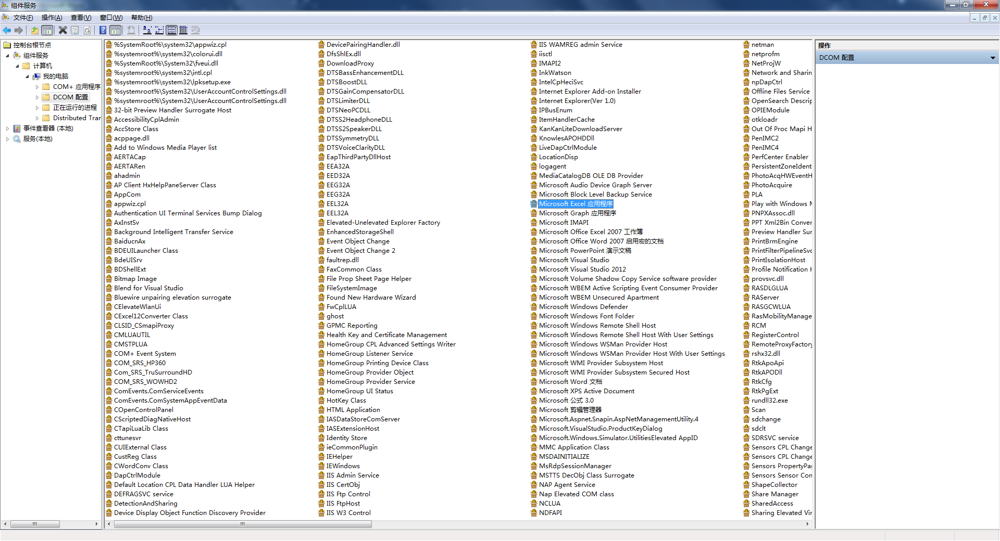 组件服务
文件(F) 操作(A) 查看(V) 窗口(W) 帮助(H)
控制台根节点
组件服务
计算机
我的电脑
COM+ 应用程序
DCOM 配置
正在运行的进程
Distributed Trar
事件查看器 (本地)
服务(本地)
%SystemRoot%\system32\appwiz.cpl
%systemroot%\system32\colorui.dll
%SystemRoot%\System32\fveui.dll
%systemroot%\system32\intl.cpl
%systemroot%\system32\lpksetup.exe
%systemroot%\System32\UserAccountControlSettings.dll
%systemroot%\System32\UserAccountControlSettings.dll
32-bit Preview Handler Surrogate Host
AccessibilityCplAdmin
AccStore Class
acppage.dll
Add to Windows Media Player list
AERTACap
AERTARen
ahadmin
AP Client HxHelpPaneServer Class
AppCom
appwiz.cpl
Authentication UI Terminal Services Bump Dialog
AxInstSv
Background Intelligent Transfer Service
BaiducnAx
BDEUILauncher Class
BdeUISrv
BDShellExt
Bitmap Image
Blend for Visual Studio
Bluewire unpairing elevation surrogate
CElevateWlanUi
CExcel12Converter Class
CLSID_CSmapiProxy
CMLUAUTIL
CMSTPLUA
COM+ Event System
COM_SRS_HP360
Com_SRS_TruSurroundHD
COM_SRS_WOWHD2
ComEvents.ComServiceEvents
ComEvents.ComSystemAppEventData
COpenControlPanel
CScriptedDiagNativeHost
CTapiLuaLib Class
cttunesvr
CUIExternal Class
CustReg Class
CWordConv Class
DapCtrlModule
Default Location CPL Data Handler LUA Helper
DEFRAGSVC service
DetectionAndSharing
Device Display Object Function Discovery Provider
DevicePairingHandler.dll
DfsShlEx.dll
DownloadProxy
DTSBassEnhancementDLL
DTSBoostDLL
DTSGainCompensatorDLL
DTSLimiterDLL
DTSNeoPCDLL
DTSS2HeadphoneDLL
DTSS2SpeakerDLL
DTSSymmetryDLL
DTSVoiceClarityDLL
EapThirdPartyDllHost
EEA32A
EED32A
EEG32A
EEG32A
EEL32A
EEL32A
Elevated-Unelevated Explorer Factory
EnhancedStorageShell
Event Object Change
Event Object Change 2
faultrep.dll
FaxCommon Class
File Prop Sheet Page Helper
FileSystemImage
Found New Hardware Wizard
FwCplLUA
ghost
GPMC Reporting
Health Key and Certificate Management
HomeGroup CPL Advanced Settings Writer
HomeGroup Listener Service
HomeGroup Printing Device Class
HomeGroup Provider Object
HomeGroup Provider Service
HomeGroup UI Status
HotKey Class
HTML Application
IASDataStoreComServer
IASExtensionHost
Identity Store
ieCommonPlugin
IEHelper
IEWindows
IIS Admin Service
IIS CertObj
IIS Ftp Control
IIS FtpHost
IIS W3 Control
IIS WAMREG admin Service
iisctl
IMAPI2
InkWatson
IntelCpHeciSvc
Internet Explorer Add-on Installer
Internet Explorer(Ver 1.0)
IPBusEnum
ItemHandlerCache
KanKanLiteDownloadServer
KnowlesAPOHDDll
LiveDapCtrlModule
LocationDisp
logagent
MediaCatalogDB OLE DB Provider
Microsoft Audio Device Graph Server
Microsoft Block Level Backup Service
Microsoft Excel 应用程序
Microsoft Graph 应用程序
Microsoft IMAPI
Microsoft Office Excel 2007 工作簿
Microsoft Office Word 2007 启用宏的文档
Microsoft PowerPoint 演示文稿
Microsoft Visual Studio
Microsoft Visual Studio 2012
Microsoft Volume Shadow Copy Service software provider
Microsoft WBEM Active Scripting Event Consumer Provider
Microsoft WBEM Unsecured Apartment
Microsoft Windows Defender
Microsoft Windows Font Folder
Microsoft Windows Remote Shell Host
Microsoft Windows Remote Shell Host With User Settings
Microsoft Windows WSMan Provider Host
Microsoft Windows WSMan Provider Host With User Settings
Microsoft WMI Provider Subsystem Host
Microsoft WMI Provider Subsystem Secured Host
Microsoft Word 文档
Microsoft XPS Active Document
Microsoft 公式 3.0
Microsoft 剪辑管理器
Microsoft.Aspnet.Snapin.AspNetManagementUtility.4
Microsoft.VisualStudio.ProductKeyDialog
Microsoft.Windows.Simulator.UtilitiesElevated AppID
MMC Application Class
MSDAINITIALIZE
MsRdpSessionManager
MSTTS DecObj Class Surrogate
NAP Agent Service
Nap Elevated COM class
NCLUA
NDFAPI
netman
netprofm
NetProjW
Network and Sharin
npDapCtrl
Offline Files Service
OpenSearch Descrip
OPIEModule
otkloadr
Out Of Proc Mapi H
PenIMC2
PenIMC4
PerfCenter Enabler
PersistentZoneIdent
PhotoAcqHWEventH
PhotoAcquire
PLA
Play with Windows M
PNPXAssoc.dll
PPT Xml2Bin Conver
Preview Handler Sur
PrintBrmEngine
PrintFilterPipelineSvc
PrintIsolationHost
Profile Notification H
provsvc.dll
RASDLGLUA
RAServer
RASGCWLUA
RasMobilityManage
RCM
RegisterControl
RemoteProxyFactory
rshx32.dll
RtkApoApi
RtkAPODll
RtkCfg
RtkPgExt
rundll32.exe
Scan
sdchange
sdclt
SDRSVC service
Sensors CPL Change
Sensors CPL Change
Sensors PropertyPag
Sensors Sensor Con
ShapeCollector
Share Manager
SharedAccess
Sharing Elevated Vir
操作
DCOM 配置